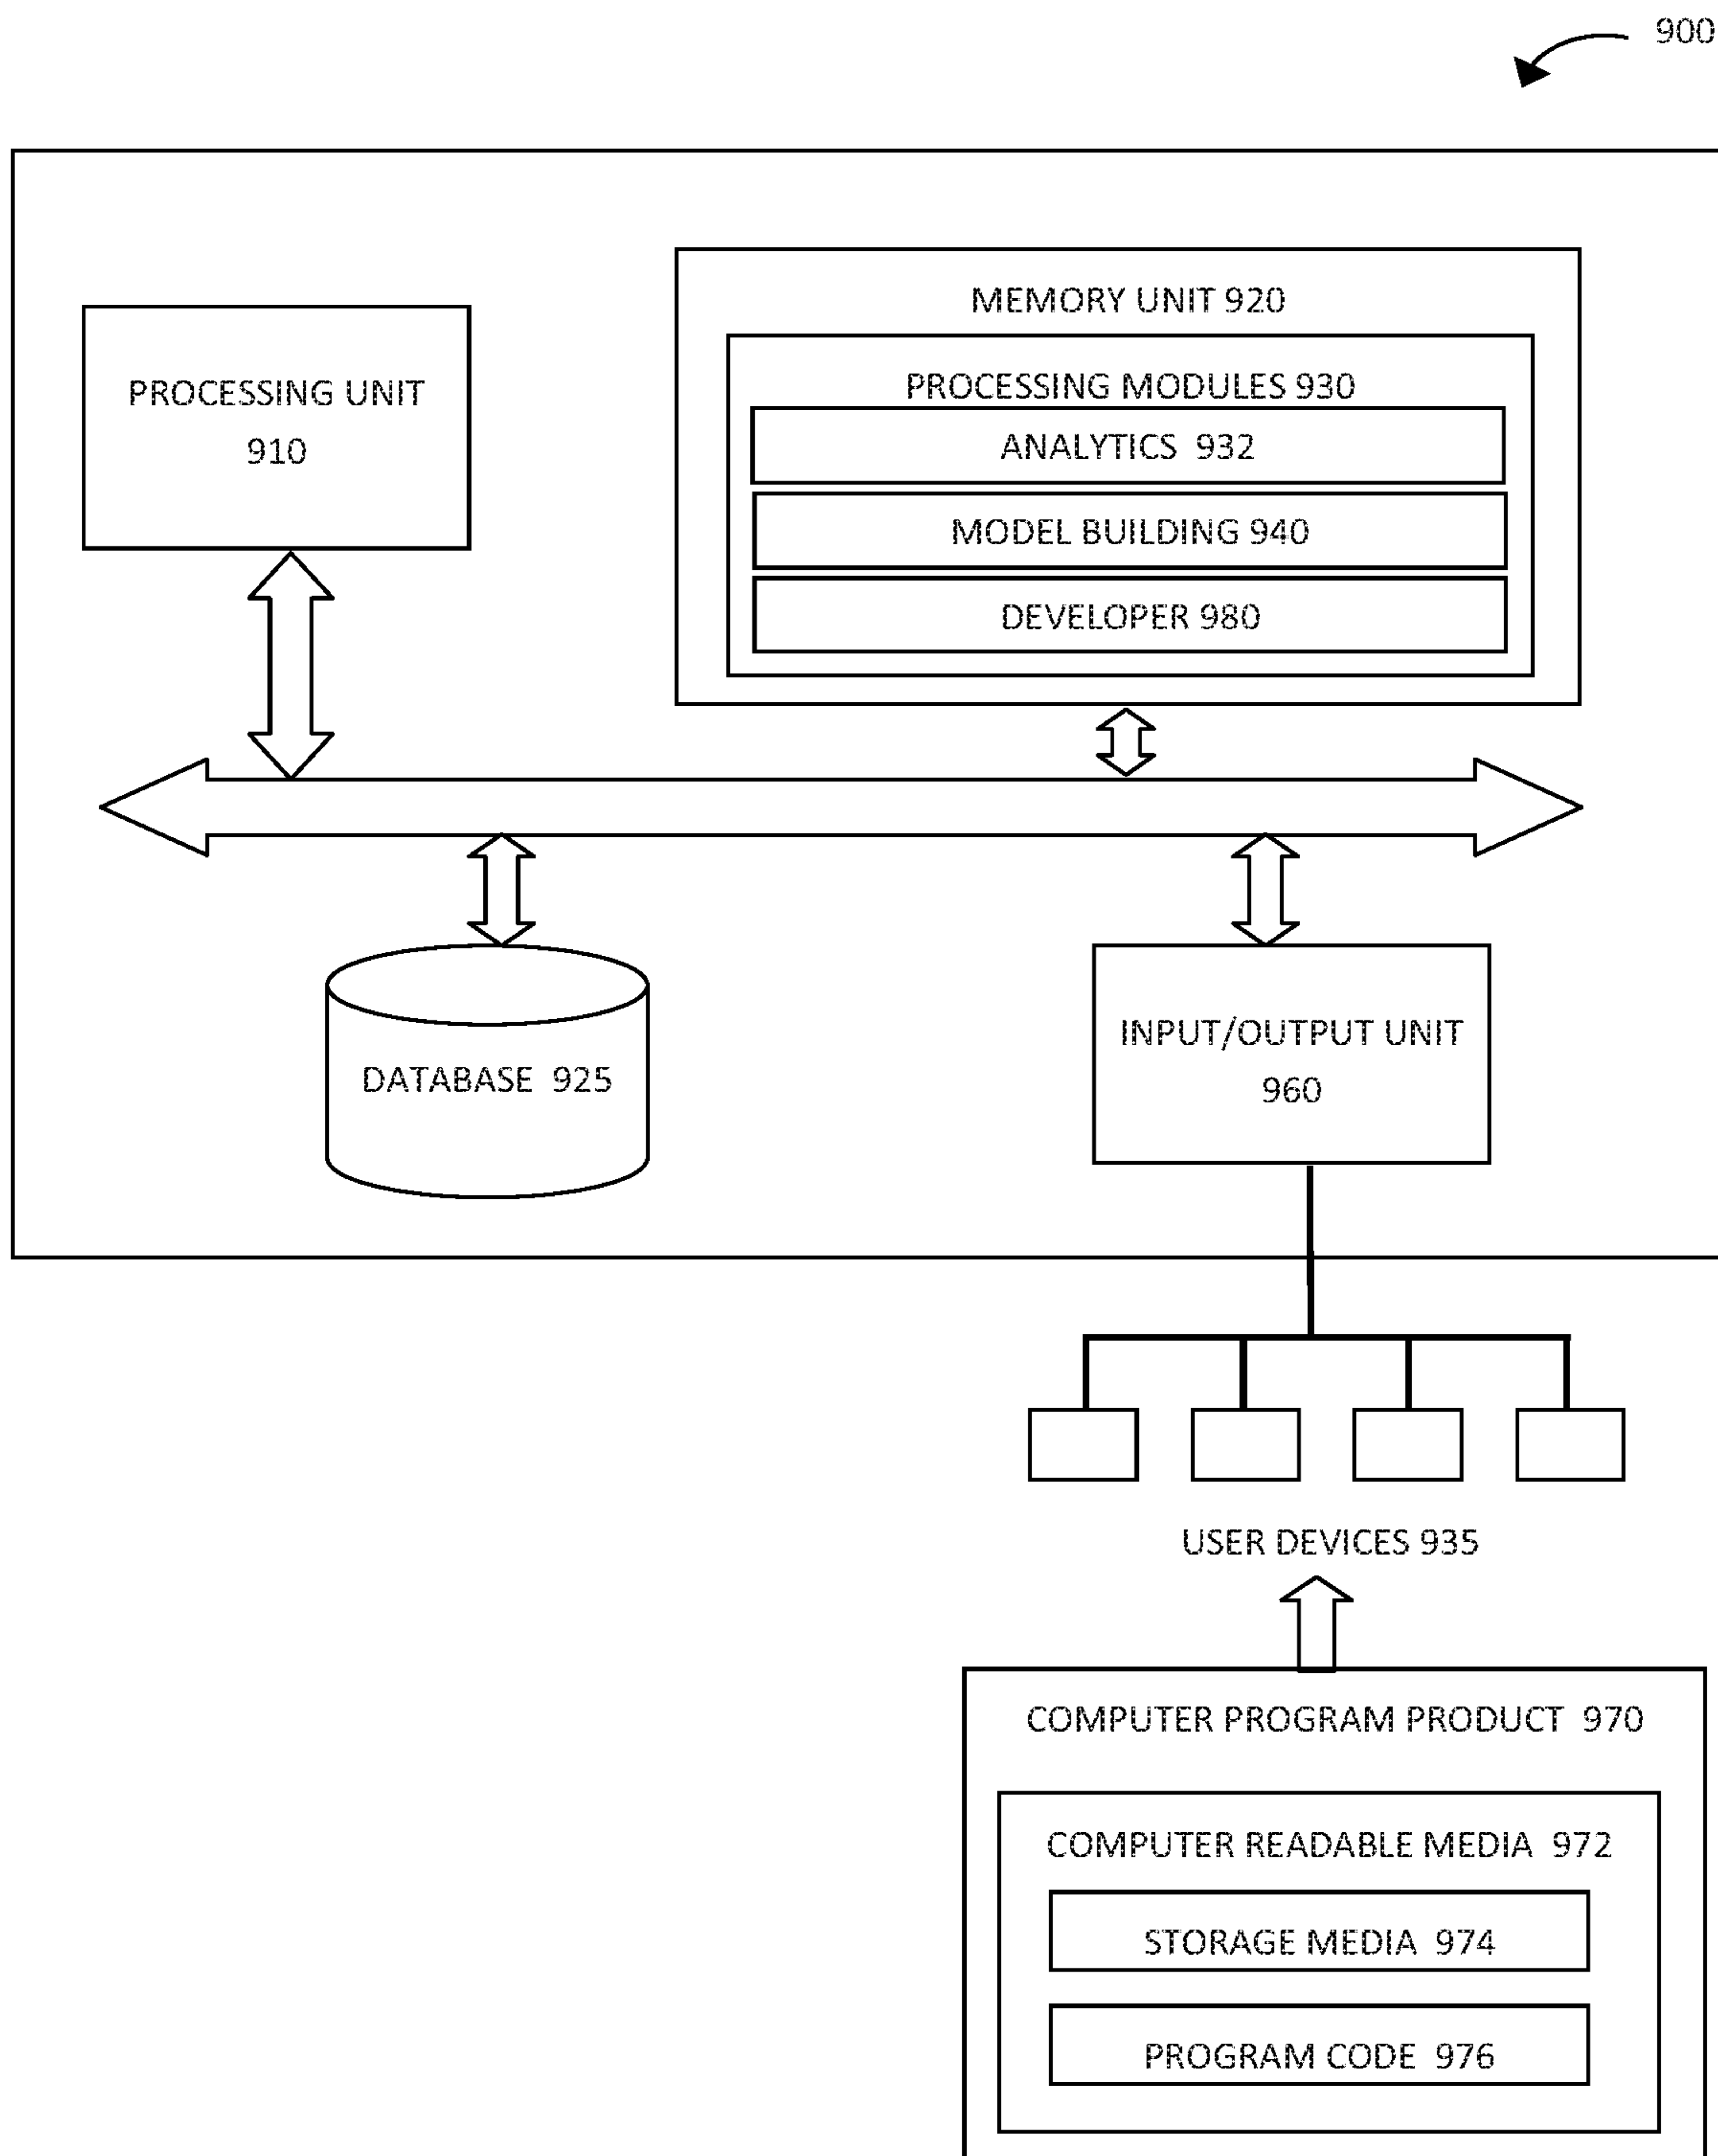 900
MEMORY UNIT 920
PROCESSING UNIT
910
PROCESSING MODULES 930
ANALYTICS 932
MODEL BUILDING 940
DEVELOPER 980
DATABASE 925
INPUT/OUTPUT UNIT
960
USER DEVICES 935
COMPUTER PROGRAM PRODUCT 970
COMPUTER READABLE MEDIA 972
STORAGE MEDIA 974
PROGRAM CODE 976